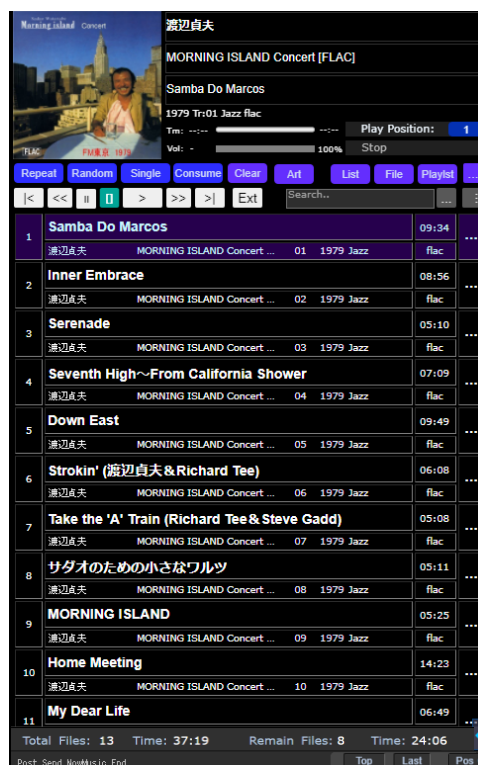 Morning island Concert
FLAC
FM東京 1979
渡辺貞夫
MORNING ISLAND Concert [FLAC]
Samba Do Marcos
1979 Tr:01 Jazz flac
Tm: --:-- --:-- Play Position: 1
Vol: - 100% Stop
Repeat Random Single Consume Clear Art List File Playlst ...
|< << II [] > >> >| Ext Search.. ...
1 Samba Do Marcos 09:34 ...
渡辺貞夫 MORNING ISLAND Concert ... 01 1979 Jazz flac
2 Inner Embrace 08:56 ...
渡辺貞夫 MORNING ISLAND Concert ... 02 1979 Jazz flac
3 Serenade 05:10 ...
渡辺貞夫 MORNING ISLAND Concert ... 03 1979 Jazz flac
4 Seventh High〜From California Shower 07:09 ...
渡辺貞夫 MORNING ISLAND Concert ... 04 1979 Jazz flac
5 Down East 09:49 ...
渡辺貞夫 MORNING ISLAND Concert ... 05 1979 Jazz flac
6 Strokin' (渡辺貞夫&Richard Tee) 06:08 ...
渡辺貞夫 MORNING ISLAND Concert ... 06 1979 Jazz flac
7 Take the 'A' Train (Richard Tee&Steve Gadd) 05:08 ...
渡辺貞夫 MORNING ISLAND Concert ... 07 1979 Jazz flac
8 サダオのための小さなワルツ 05:11 ...
渡辺貞夫 MORNING ISLAND Concert ... 08 1979 Jazz flac
9 MORNING ISLAND 05:25 ...
渡辺貞夫 MORNING ISLAND Concert ... 09 1979 Jazz flac
10 Home Meeting 14:23 ...
渡辺貞夫 MORNING ISLAND Concert ... 10 1979 Jazz flac
11 My Dear Life 06:49 ...
Total Files: 13 Time: 37:19 Remain Files: 8 Time: 24:06
Post Send NowMusic End Top Last Pos